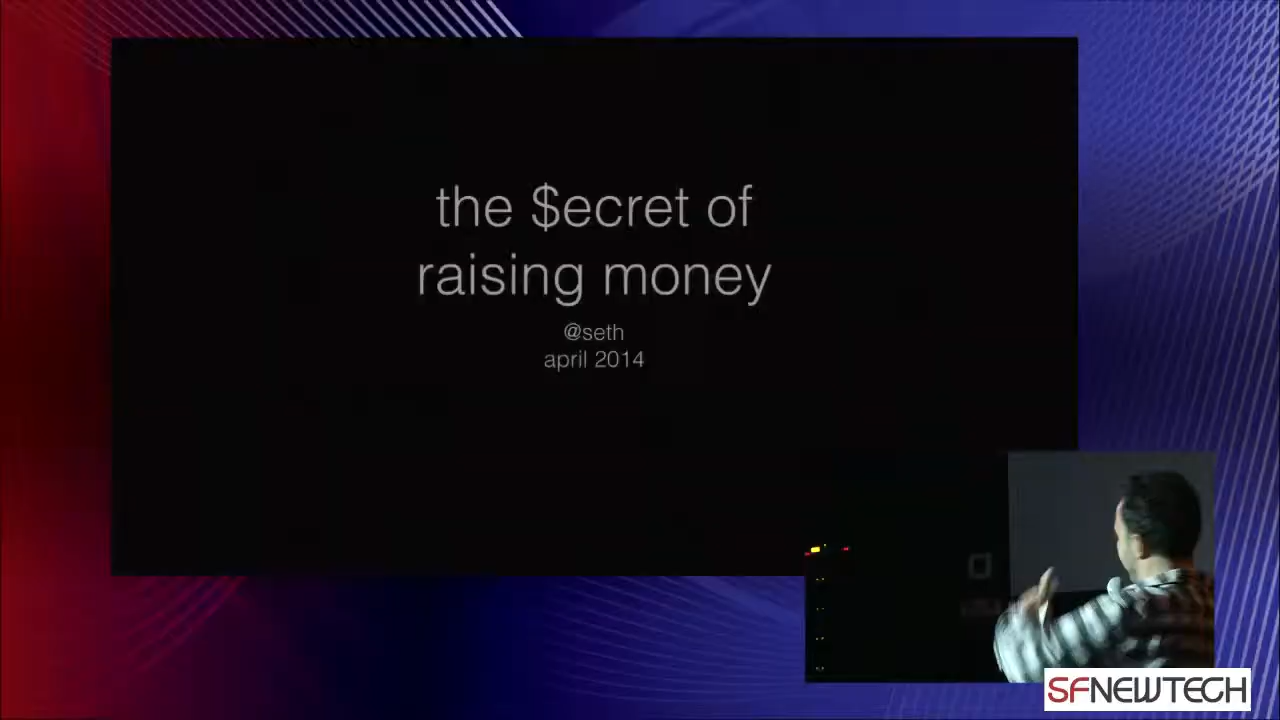 the $ecret of
raising money
@seth
april 2014
SFNEWTECH